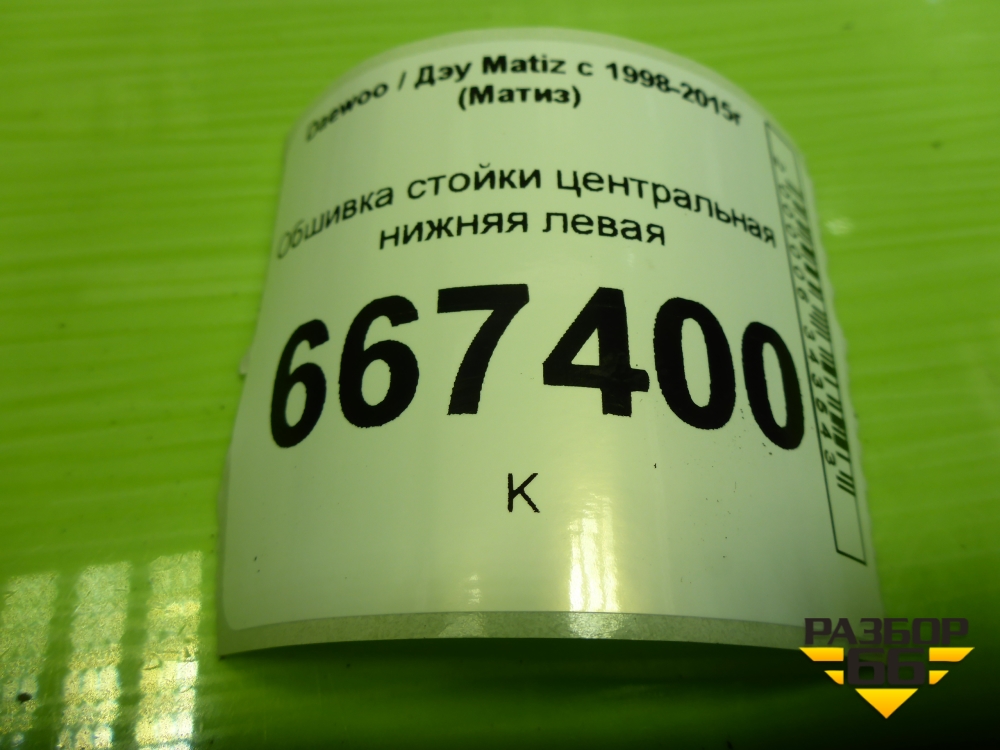 Daewoo / Дэу Matiz с 1998-2015г
(Матиз)
Обшивка стойки центральная
нижняя левая
667400
К
РАЗБОР
66